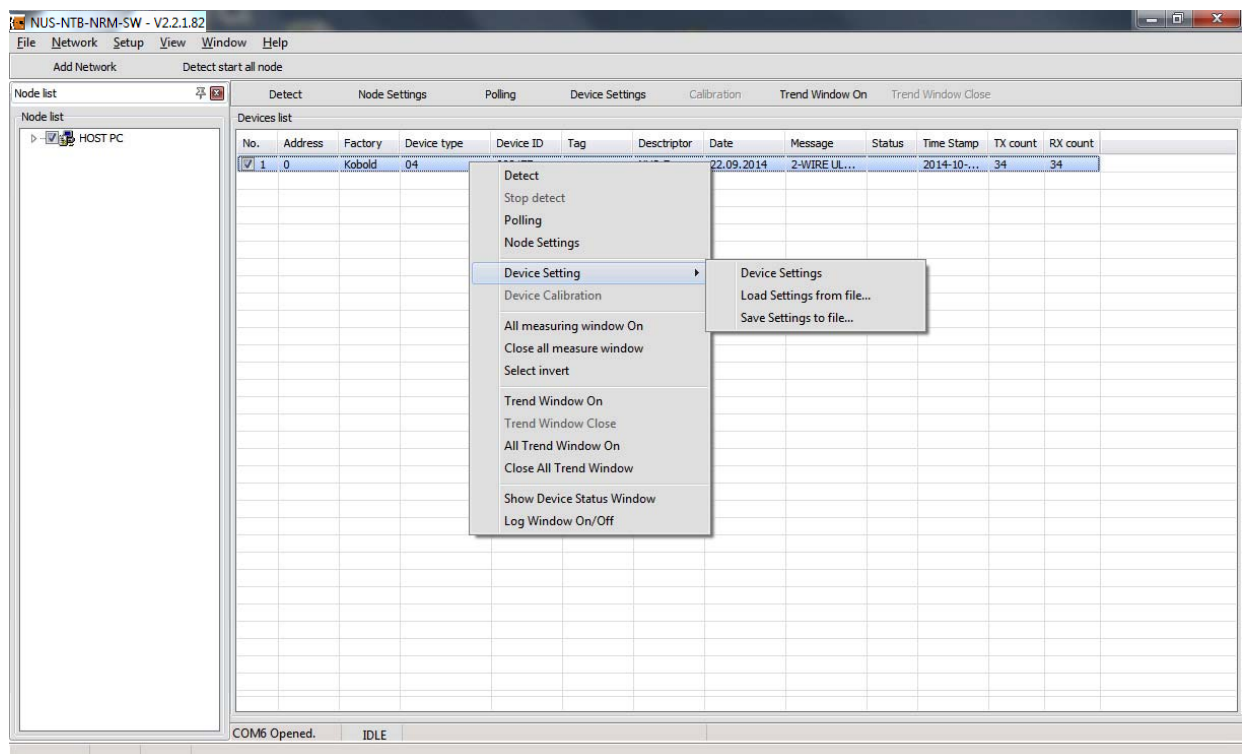 NUS-NTB-NRM-SW - V2.2.1.82
File Network Setup View Window Help
Add Network Detect start all node
Node list
Detect Node Settings Polling Device Settings Calibration Trend Window On Trend Window Close
Node list
HOST PC
Devices list
No. Address Factory Device type Device ID Tag Desctriptor Date Message Status Time Stamp TX count RX count
1 0 Kobold 04 22.09.2014 2-WIRE UL... 2014-10-... 34 34
Detect
Stop detect
Polling
Node Settings
Device Setting
Device Calibration
All measuring window On
Close all measure window
Select invert
Trend Window On
Trend Window Close
All Trend Window On
Close All Trend Window
Show Device Status Window
Log Window On/Off
Device Settings
Load Settings from file...
Save Settings to file...
COM6 Opened. IDLE